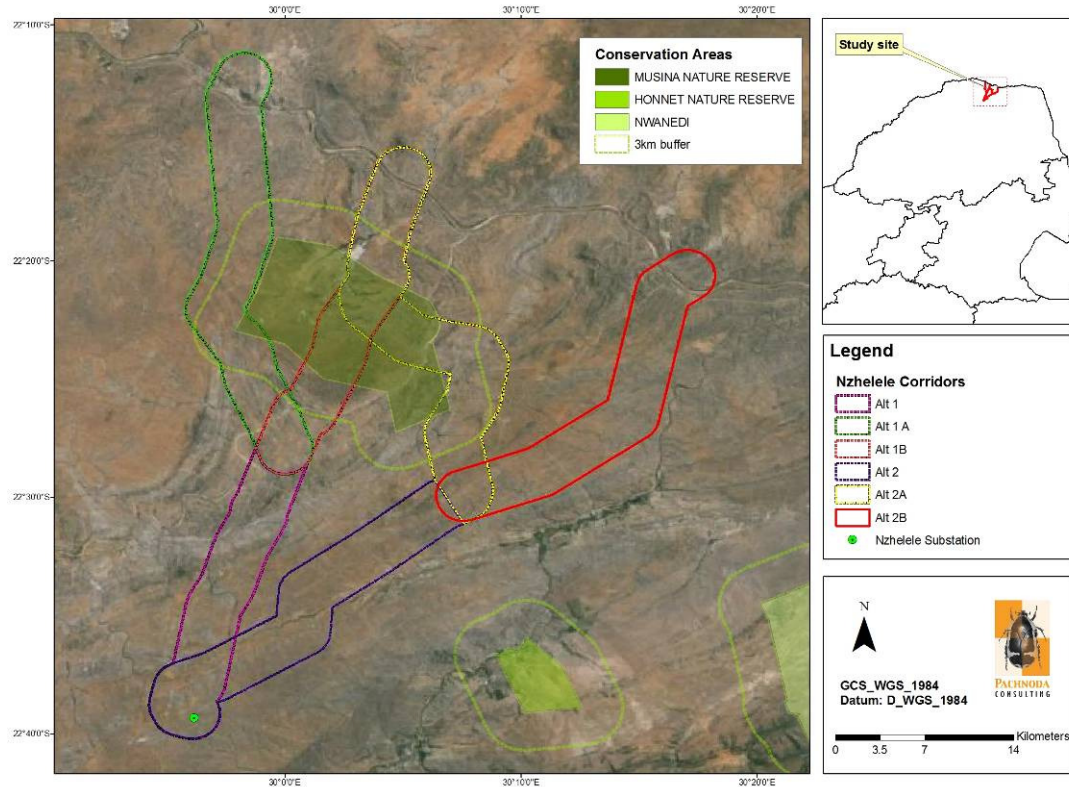 30°0'0"E
30°10'0"E
30°20'0"E
22°10'0"S
22°20'0"S
22°30'0"S
22°40'0"S
Conservation Areas
MUSINA NATURE RESERVE
HONNET NATURE RESERVE
NWANEDI
3km buffer
Study site
Legend
Nzhelele Corridors
Alt 1
Alt 1 A
Alt 1B
Alt 2
Alt 2A
Alt 2B
Nzhelele Substation
N
PACHNODA
CONSULTING
GCS_WGS_1984
Datum: D_WGS_1984
Kilometers
0 3.5 7 14
30°0'0"E
30°10'0"E
30°20'0"E